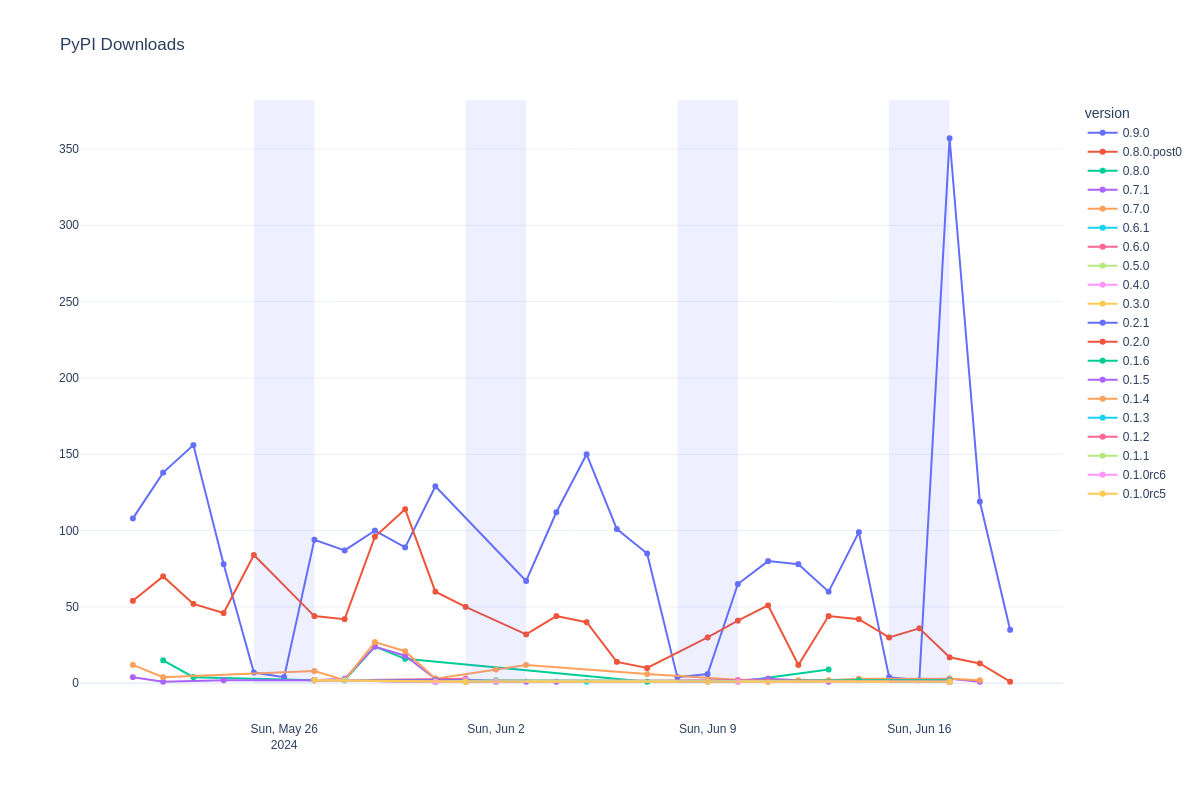 PyPI Downloads
version
0.9.0
0.8.0.post0
0.8.0
0.7.1
0.7.0
0.6.1
0.6.0
0.5.0
0.4.0
0.3.0
0.2.1
0.2.0
0.1.6
0.1.5
0.1.4
0.1.3
0.1.2
0.1.1
0.1.0rc6
0.1.0rc5
350
300
250
200
150
100
50
0
Sun, May 26
2024
Sun, Jun 2
Sun, Jun 9
Sun, Jun 16